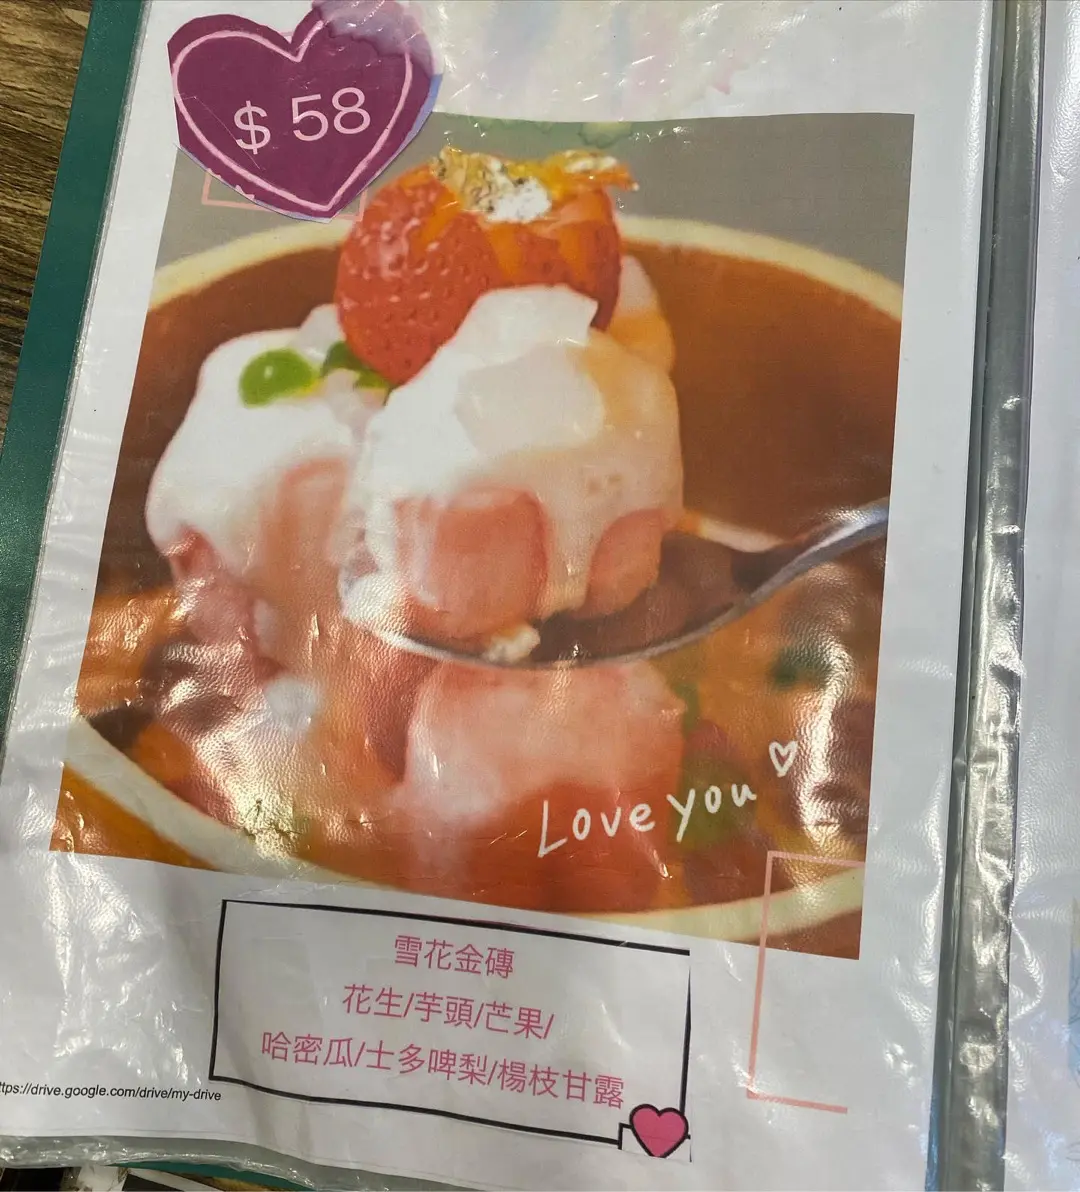 $ 58
Love you
雪花金磚
花生/芋頭/芒果/
哈密瓜/士多啤梨/楊枝甘露
ttps://drive.google.com/drive/my-drive